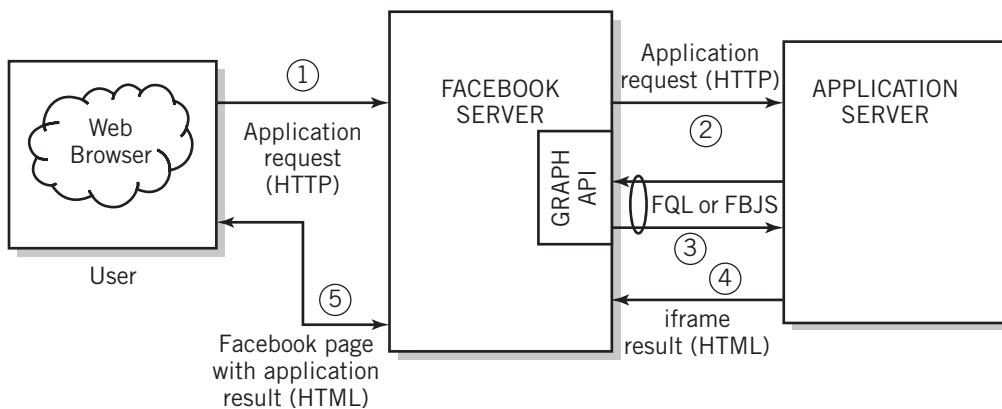 Web
Browser
User
1
Application
request
(HTTP)
5
Facebook page
with application
result (HTML)
FACEBOOK
SERVER
GRAPH
API
Application
request (HTTP)
2
FQL or FBJS
3
4
iframe
result (HTML)
APPLICATION
SERVER